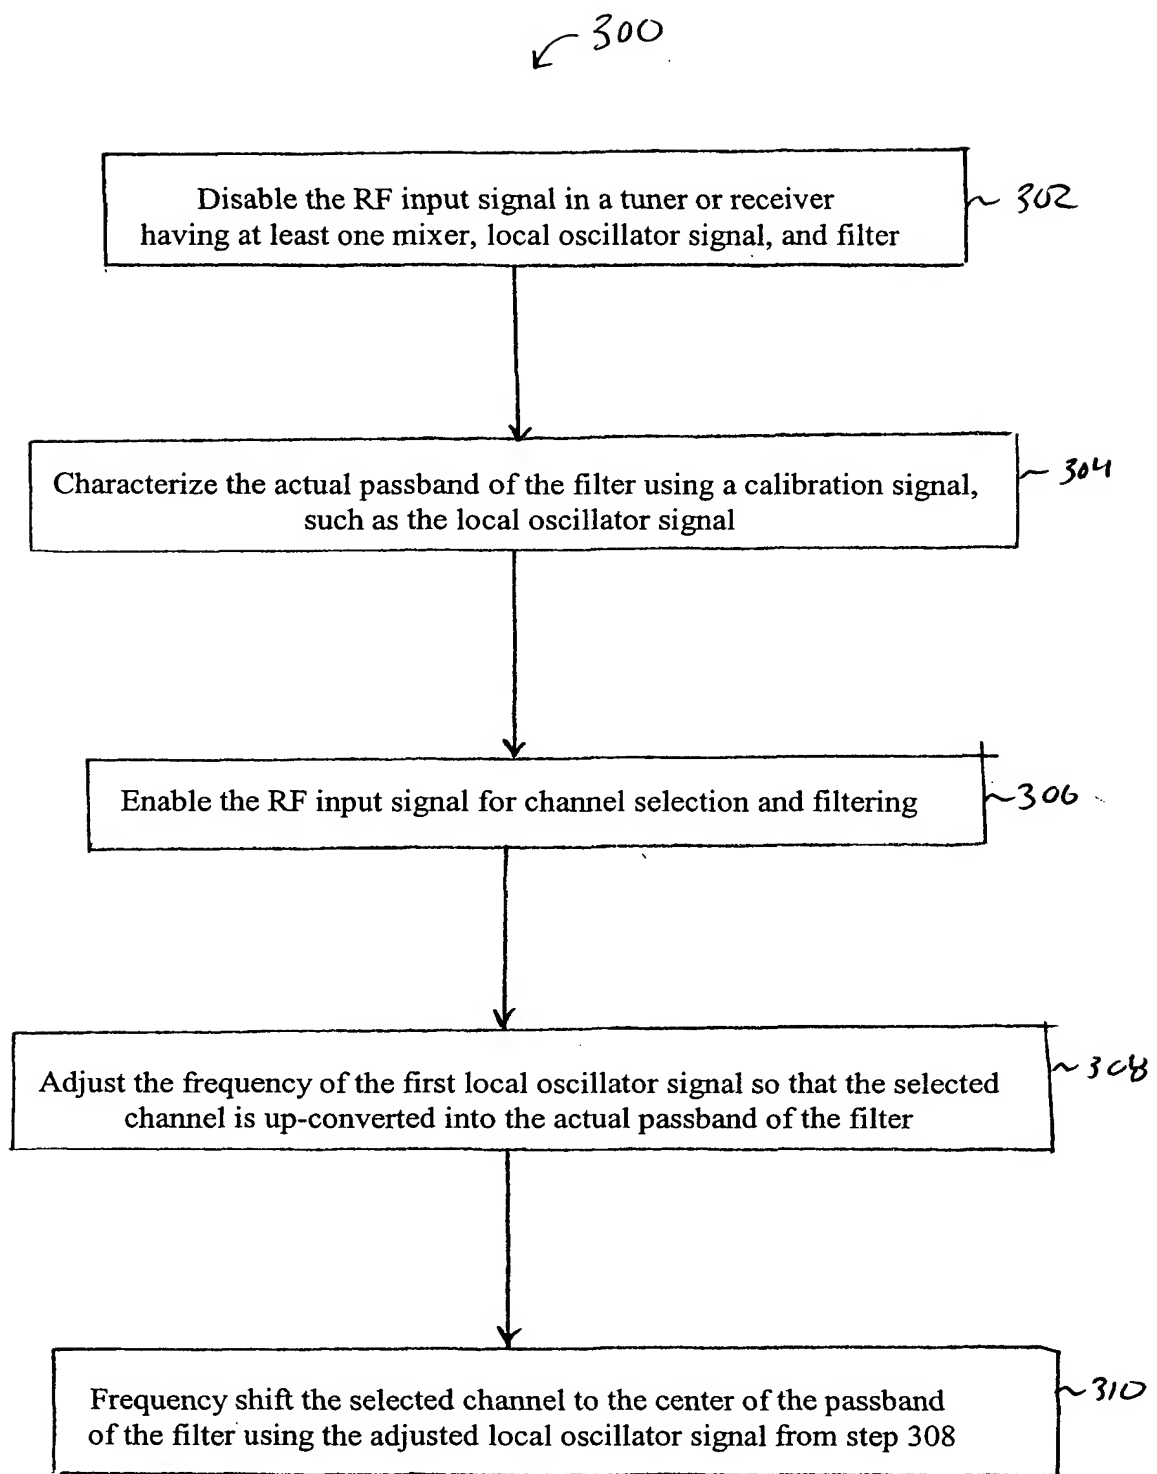 300
Disable the RF input signal in a tuner or receiver
having at least one mixer, local oscillator signal, and filter
302
Characterize the actual passband of the filter using a calibration signal,
such as the local oscillator signal
304
Enable the RF input signal for channel selection and filtering
306
Adjust the frequency of the first local oscillator signal so that the selected
channel is up-converted into the actual passband of the filter
308
Frequency shift the selected channel to the center of the passband
of the filter using the adjusted local oscillator signal from step 308
310